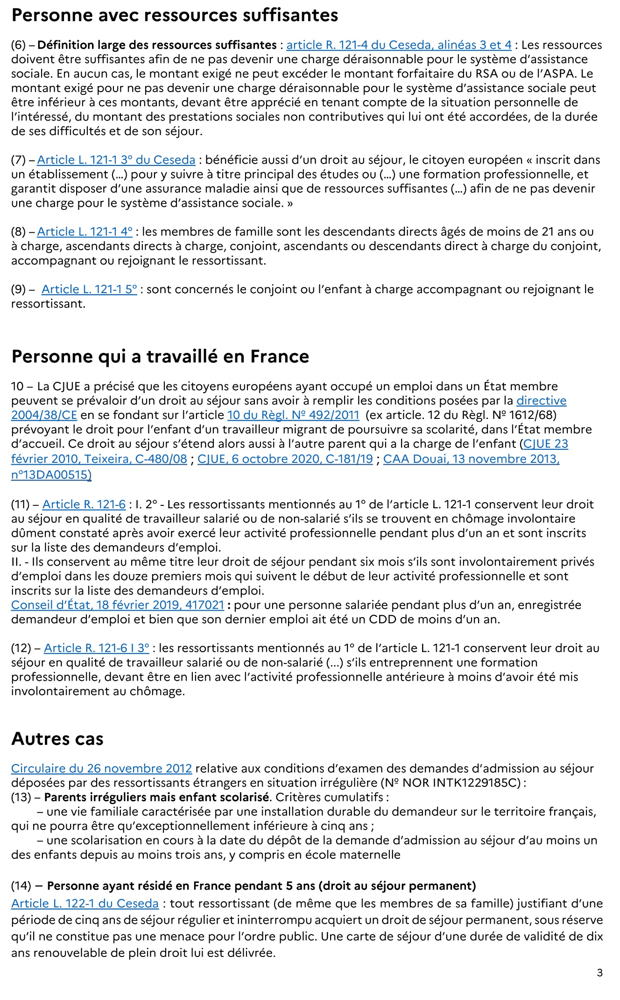 Personne avec ressources suffisantes
(6) – Définition large des ressources suffisantes : article R. 121-4 du Ceseda, alinéas 3 et 4 : Les ressources
doivent être suffisantes afin de ne pas devenir une charge déraisonnable pour le système d’assistance
sociale. En aucun cas, le montant exigé ne peut excéder le montant forfaitaire du RSA ou de l’ASPA. Le
montant exigé pour ne pas devenir une charge déraisonnable pour le système d’assistance sociale peut
être inférieur à ces montants, devant être apprécié en tenant compte de la situation personnelle de
l’intéressé, du montant des prestations sociales non contributives qui lui ont été accordées, de la durée
de ses difficultés et de son séjour.
(7) – Article L. 121-1 3° du Ceseda : bénéficie aussi d’un droit au séjour, le citoyen européen « inscrit dans
un établissement (…) pour y suivre à titre principal des études ou (…) une formation professionnelle, et
garantit disposer d’une assurance maladie ainsi que de ressources suffisantes (…) afin de ne pas devenir
une charge pour le système d’assistance sociale. »
(8) – Article L. 121-1 4° : les membres de famille sont les descendants directs âgés de moins de 21 ans ou
à charge, ascendants directs à charge, conjoint, ascendants ou descendants direct à charge du conjoint,
accompagnant ou rejoignant le ressortissant.
(9) – Article L. 121-1 5° : sont concernés le conjoint ou l’enfant à charge accompagnant ou rejoignant le
ressortissant.
Personne qui a travaillé en France
10 – La CJUE a précisé que les citoyens européens ayant occupé un emploi dans un État membre
peuvent se prévaloir d’un droit au séjour sans avoir à remplir les conditions posées par la directive
2004/38/CE en se fondant sur l’article 10 du Règl. Nº 492/2011 (ex article. 12 du Règl. Nº 1612/68)
prévoyant le droit pour l’enfant d’un travailleur migrant de poursuivre sa scolarité, dans l’État membre
d’accueil. Ce droit au séjour s’étend alors aussi à l’autre parent qui a la charge de l’enfant (CJUE 23
février 2010, Teixeira, C-480/08 ; CJUE, 6 octobre 2020, C-181/19 ; CAA Douai, 13 novembre 2013,
n°13DA00515)
(11) – Article R. 121-6 : I. 2° - Les ressortissants mentionnés au 1° de l’article L. 121-1 conservent leur droit
au séjour en qualité de travailleur salarié ou de non-salarié s’ils se trouvent en chômage involontaire
dûment constaté après avoir exercé leur activité professionnelle pendant plus d’un an et sont inscrits
sur la liste des demandeurs d’emploi.
II. - Ils conservent au même titre leur droit de séjour pendant six mois s’ils sont involontairement privés
d’emploi dans les douze premiers mois qui suivent le début de leur activité professionnelle et sont
inscrits sur la liste des demandeurs d’emploi.
Conseil d’État, 18 février 2019, 417021 : pour une personne salariée pendant plus d’un an, enregistrée
demandeur d’emploi et bien que son dernier emploi ait été un CDD de moins d’un an.
(12) – Article R. 121-6 I 3° : les ressortissants mentionnés au 1° de l’article L. 121-1 conservent leur droit au
séjour en qualité de travailleur salarié ou de non-salarié (...) s’ils entreprennent une formation
professionnelle, devant être en lien avec l’activité professionnelle antérieure à moins d’avoir été mis
involontairement au chômage.
Autres cas
Circulaire du 26 novembre 2012 relative aux conditions d’examen des demandes d’admission au séjour
déposées par des ressortissants étrangers en situation irrégulière (Nº NOR INTK1229185C) :
(13) – Parents irréguliers mais enfant scolarisé. Critères cumulatifs :
– une vie familiale caractérisée par une installation durable du demandeur sur le territoire français,
qui ne pourra être qu’exceptionnellement inférieure à cinq ans ;
– une scolarisation en cours à la date du dépôt de la demande d’admission au séjour d’au moins un
des enfants depuis au moins trois ans, y compris en école maternelle
(14) – Personne ayant résidé en France pendant 5 ans (droit au séjour permanent)
Article L. 122-1 du Ceseda : tout ressortissant (de même que les membres de sa famille) justifiant d’une
période de cinq ans de séjour régulier et ininterrompu acquiert un droit de séjour permanent, sous réserve
qu’il ne constitue pas une menace pour l’ordre public. Une carte de séjour d’une durée de validité de dix
ans renouvelable de plein droit lui est délivrée.
3